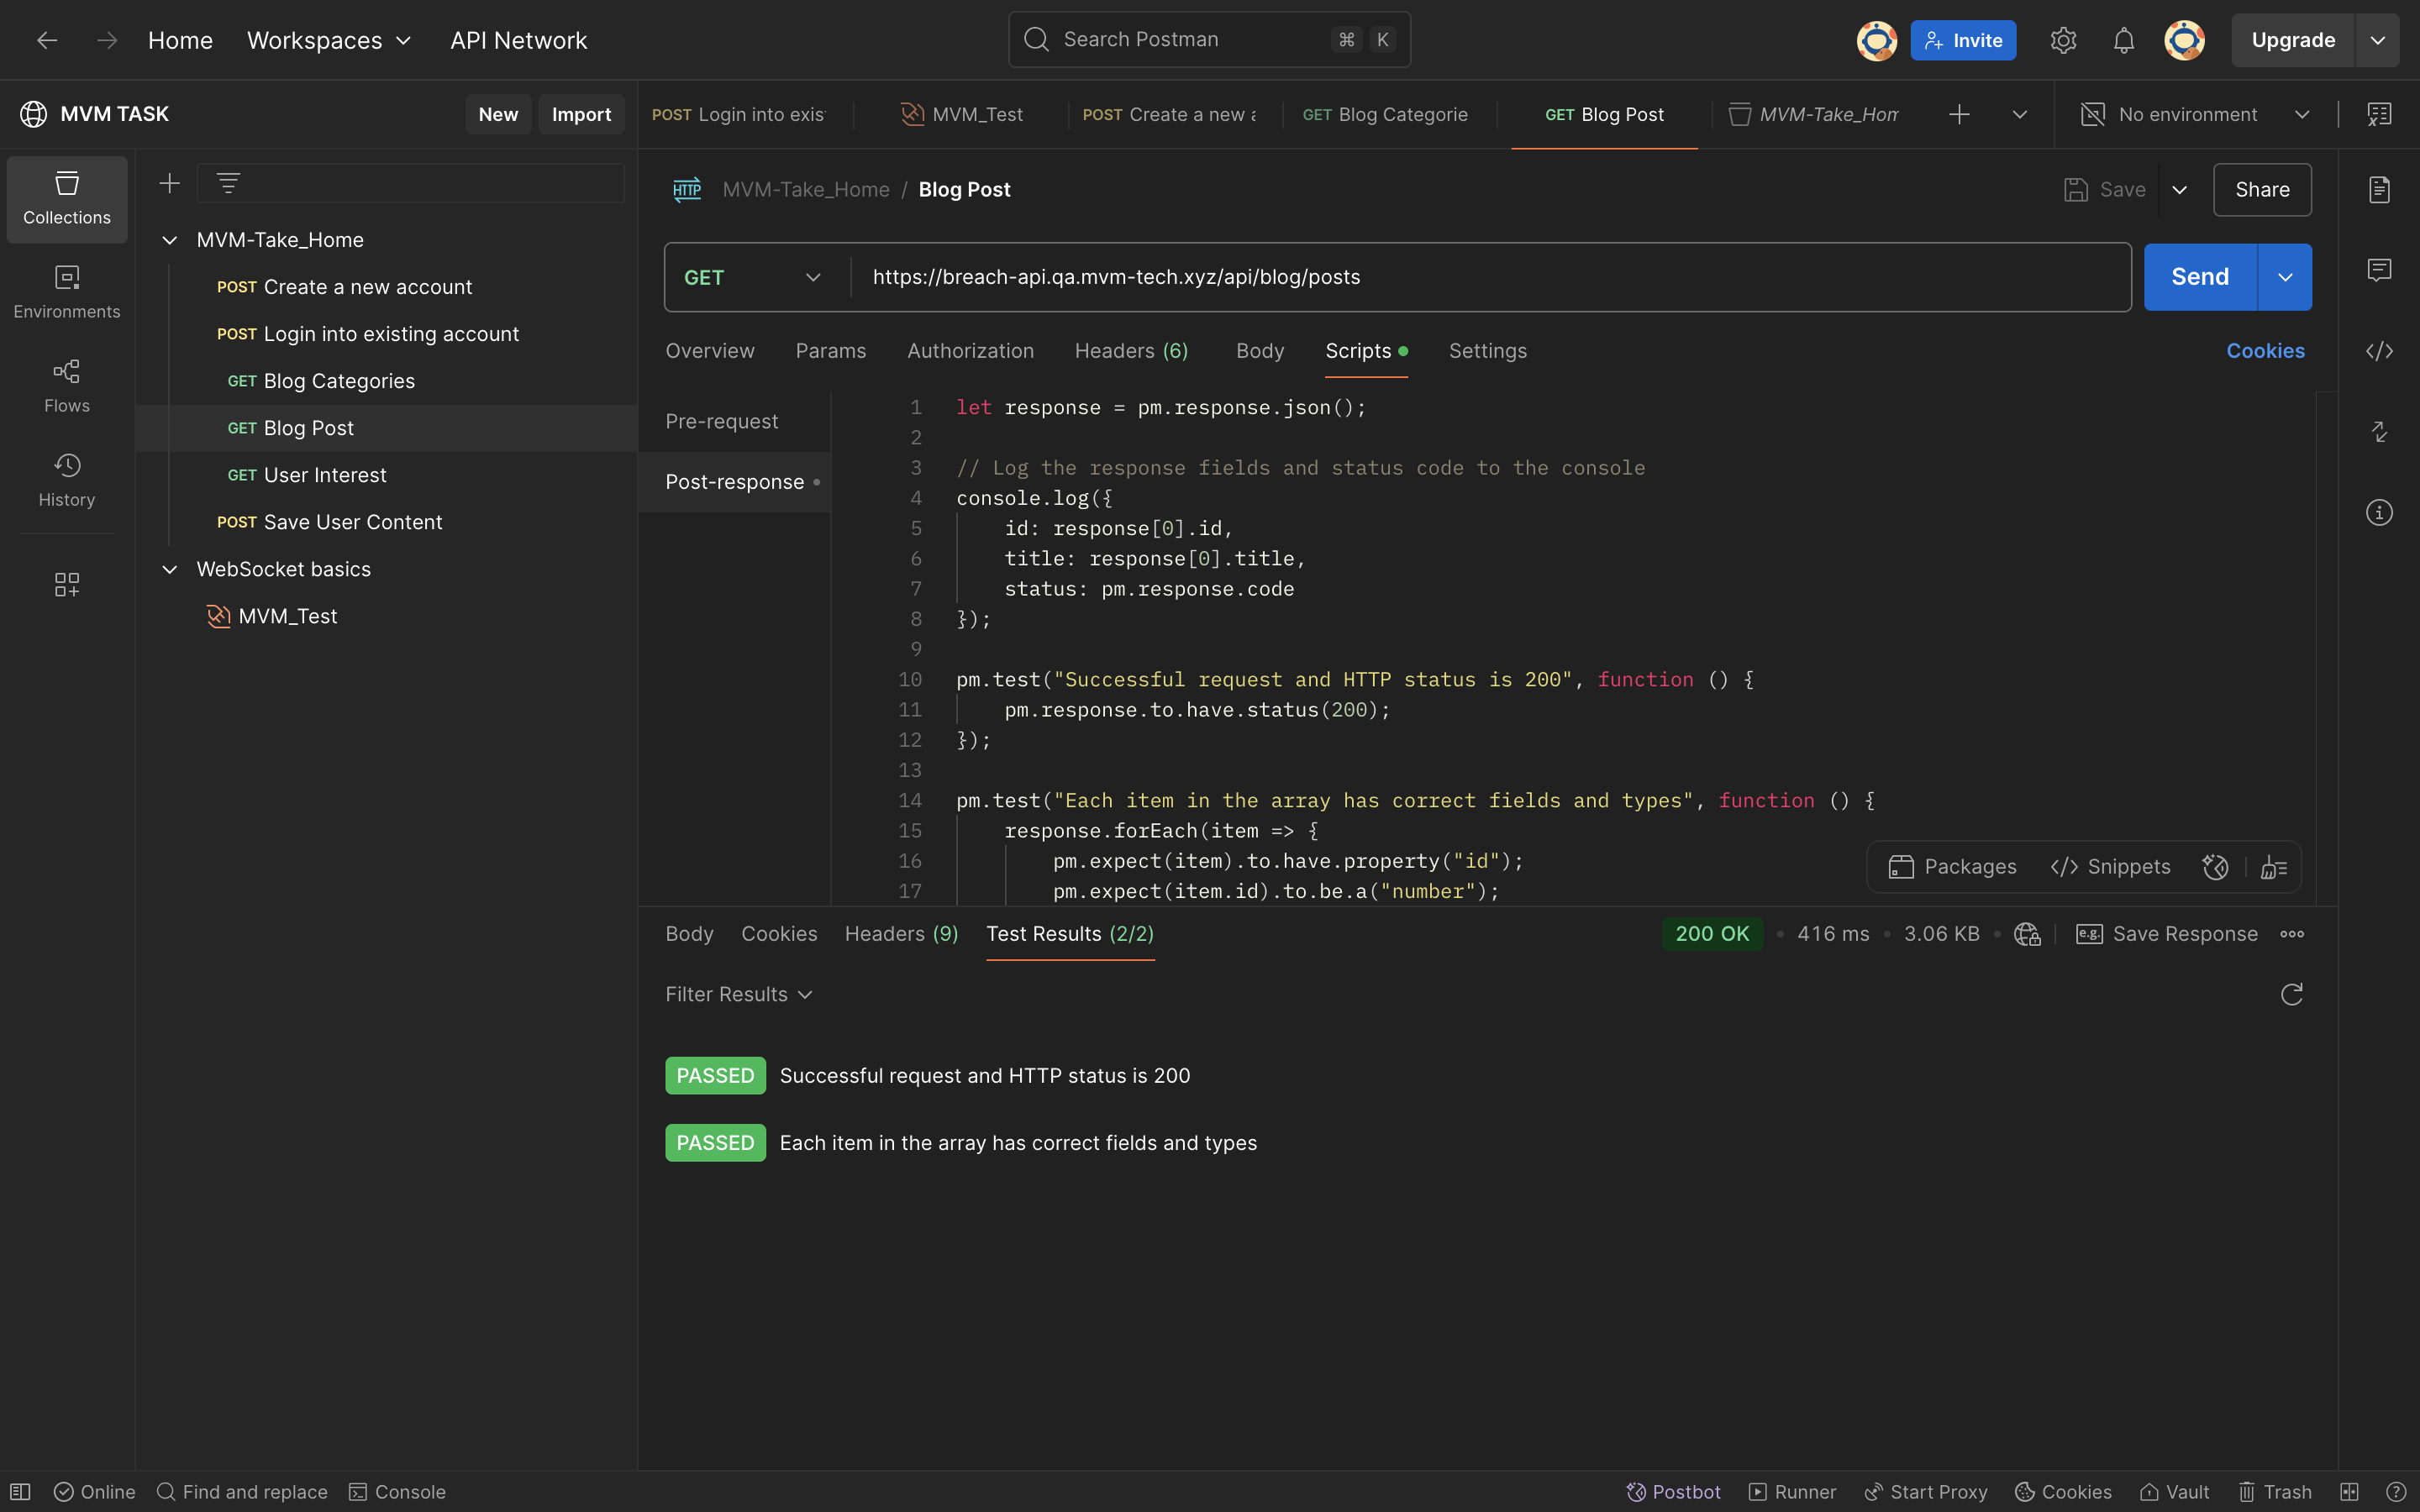 Home Workspaces API Network
Search Postman ⌘ K
Invite
Upgrade
MVM TASK New Import
POST Login into exis
MVM_Test
POST Create a new a
GET Blog Categorie
GET Blog Post
MVM-Take_Hom
No environment
Collections
Environments
Flows
History
MVM-Take_Home
POST Create a new account
POST Login into existing account
GET Blog Categories
GET Blog Post
GET User Interest
POST Save User Content
WebSocket basics
MVM_Test
HTTP MVM-Take_Home / Blog Post
Save Share
GET https://breach-api.qa.mvm-tech.xyz/api/blog/posts Send
Overview Params Authorization Headers (6) Body Scripts Settings Cookies
Pre-request
Post-response
1 let response = pm.response.json();
2
3 // Log the response fields and status code to the console
4 console.log({
5 id: response[0].id,
6 title: response[0].title,
7 status: pm.response.code
8 });
9
10 pm.test("Successful request and HTTP status is 200", function () {
11 pm.response.to.have.status(200);
12 });
13
14 pm.test("Each item in the array has correct fields and types", function () {
15 response.forEach(item => {
16 pm.expect(item).to.have.property("id");
17 pm.expect(item.id).to.be.a("number");
Packages Snippets
Body Cookies Headers (9) Test Results (2/2) 200 OK • 416 ms • 3.06 KB • e.g. Save Response
Filter Results
PASSED Successful request and HTTP status is 200
PASSED Each item in the array has correct fields and types
Online Find and replace Console Postbot Runner Start Proxy Cookies Vault Trash